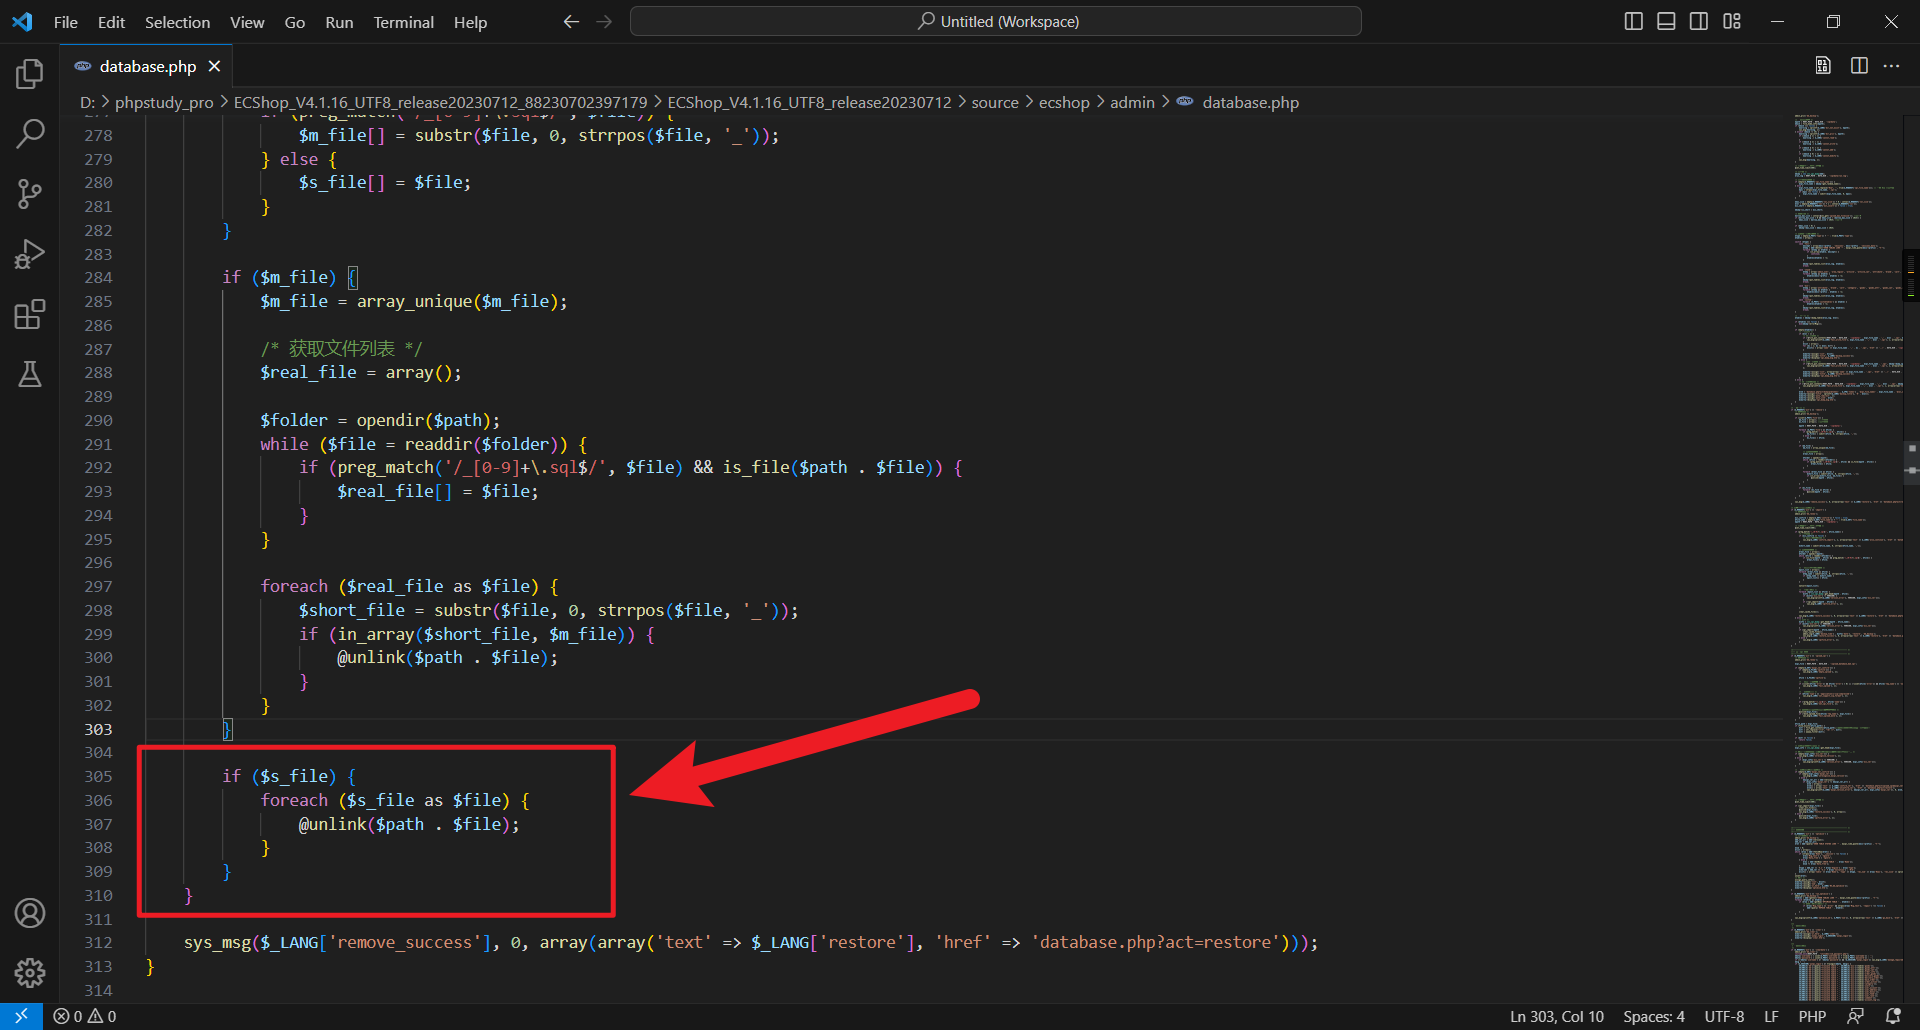 File Edit Selection View Go Run Terminal Help
Untitled (Workspace)
database.php
D: > phpstudy_pro > ECShop_V4.1.16_UTF8_release20230712_88230702397179 > ECShop_V4.1.16_UTF8_release20230712 > source > ecshop > admin > database.php
278 $m_file[] = substr($file, 0, strrpos($file, '_'));
279 } else {
280 $s_file[] = $file;
281 }
282 }
283
284 if ($m_file) {
285 $m_file = array_unique($m_file);
286
287 /* 获取文件列表 */
288 $real_file = array();
289
290 $folder = opendir($path);
291 while ($file = readdir($folder)) {
292 if (preg_match('/_[0-9]+\.sql$/', $file) && is_file($path . $file)) {
293 $real_file[] = $file;
294 }
295 }
296
297 foreach ($real_file as $file) {
298 $short_file = substr($file, 0, strrpos($file, '_'));
299 if (in_array($short_file, $m_file)) {
300 @unlink($path . $file);
301 }
302 }
303 }
304
305 if ($s_file) {
306 foreach ($s_file as $file) {
307 @unlink($path . $file);
308 }
309 }
310 }
311
312 sys_msg($_LANG['remove_success'], 0, array(array('text' => $_LANG['restore'], 'href' => 'database.php?act=restore')));
313 }
314
0 0 Ln 303, Col 10 Spaces: 4 UTF-8 LF PHP